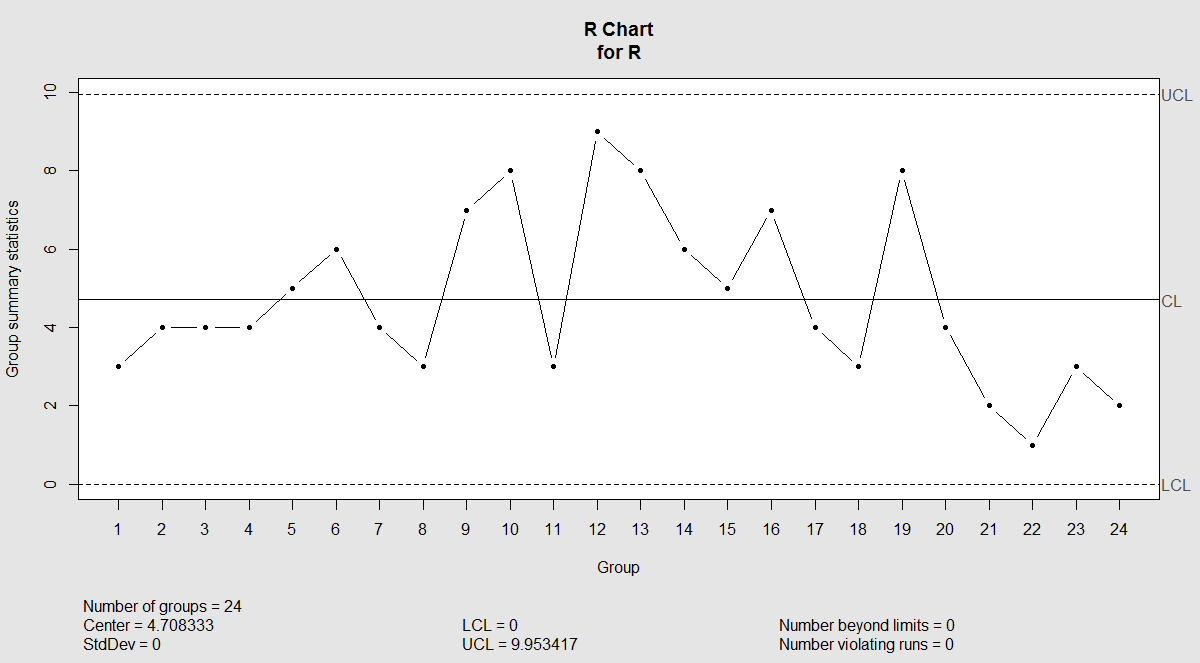 R Chart
for R
Group summary statistics
10
8
6
4
2
0
UCL
CL
LCL
1 2 3 4 5 6 7 8 9 10 11 12 13 14 15 16 17 18 19 20 21 22 23 24
Group
Number of groups = 24
Center = 4.708333 LCL = 0 Number beyond limits = 0
StdDev = 0 UCL = 9.953417 Number violating runs = 0